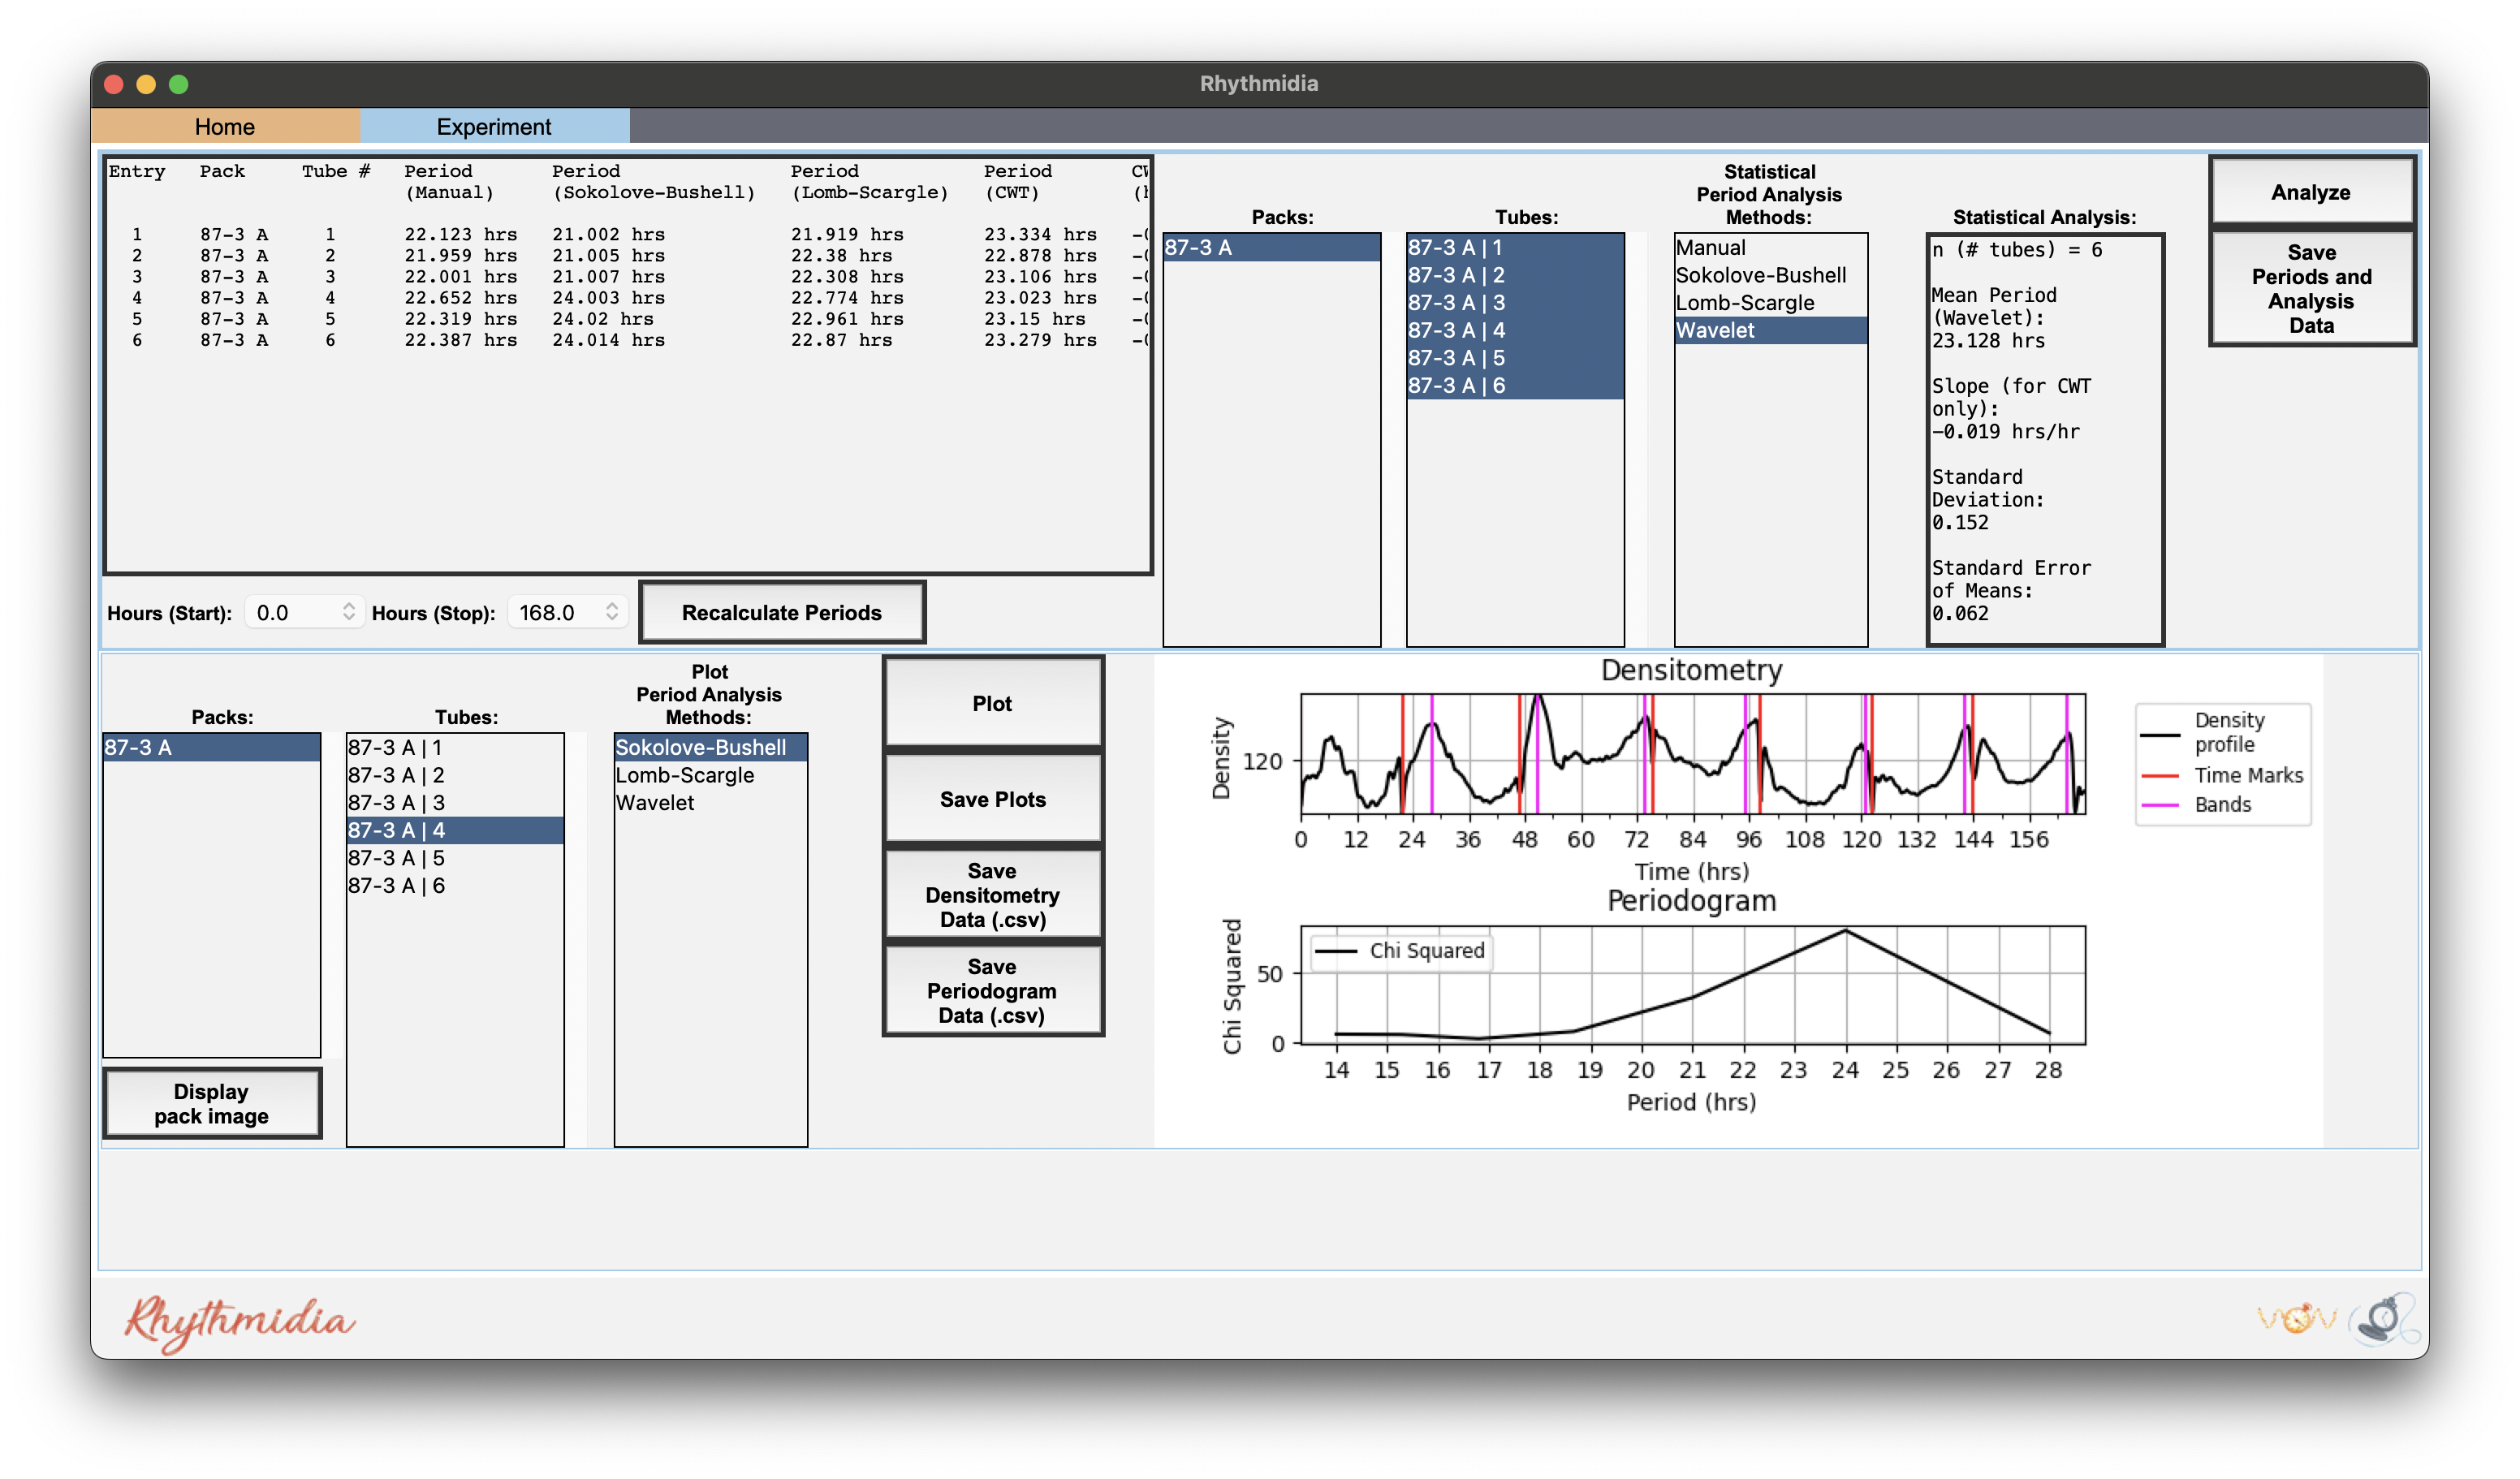 Rhythmidia
Home Experiment
Entry Pack Tube # Period Period Period Period
(Manual) (Sokolove-Bushell) (Lomb-Scargle) (CWT)
1 87-3 A 1 22.123 hrs 21.002 hrs 21.919 hrs 23.334 hrs
2 87-3 A 2 21.959 hrs 21.005 hrs 22.38 hrs 22.878 hrs
3 87-3 A 3 22.001 hrs 21.007 hrs 22.308 hrs 23.106 hrs
4 87-3 A 4 22.652 hrs 24.003 hrs 22.774 hrs 23.023 hrs
5 87-3 A 5 22.319 hrs 24.02 hrs 22.961 hrs 23.15 hrs
6 87-3 A 6 22.387 hrs 24.014 hrs 22.87 hrs 23.279 hrs
Hours (Start): 0.0 Hours (Stop): 168.0 Recalculate Periods
Packs:
87-3 A
Tubes:
87-3 A | 1
87-3 A | 2
87-3 A | 3
87-3 A | 4
87-3 A | 5
87-3 A | 6
Statistical
Period Analysis
Methods:
Manual
Sokolove-Bushell
Lomb-Scargle
Wavelet
Statistical Analysis:
n (# tubes) = 6
Mean Period
(Wavelet):
23.128 hrs
Slope (for CWT
only):
-0.019 hrs/hr
Standard
Deviation:
0.152
Standard Error
of Means:
0.062
Analyze
Save
Periods and
Analysis
Data
Packs:
87-3 A
Display
pack image
Tubes:
87-3 A | 1
87-3 A | 2
87-3 A | 3
87-3 A | 4
87-3 A | 5
87-3 A | 6
Plot
Period Analysis
Methods:
Sokolove-Bushell
Lomb-Scargle
Wavelet
Plot
Save Plots
Save
Densitometry
Data (.csv)
Save
Periodogram
Data (.csv)
Densitometry
Density
120
0 12 24 36 48 60 72 84 96 108 120 132 144 156
Time (hrs)
Density
profile
Time Marks
Bands
Periodogram
Chi Squared
Chi Squared
50
0
14 15 16 17 18 19 20 21 22 23 24 25 26 27 28
Period (hrs)
Rhythmidia